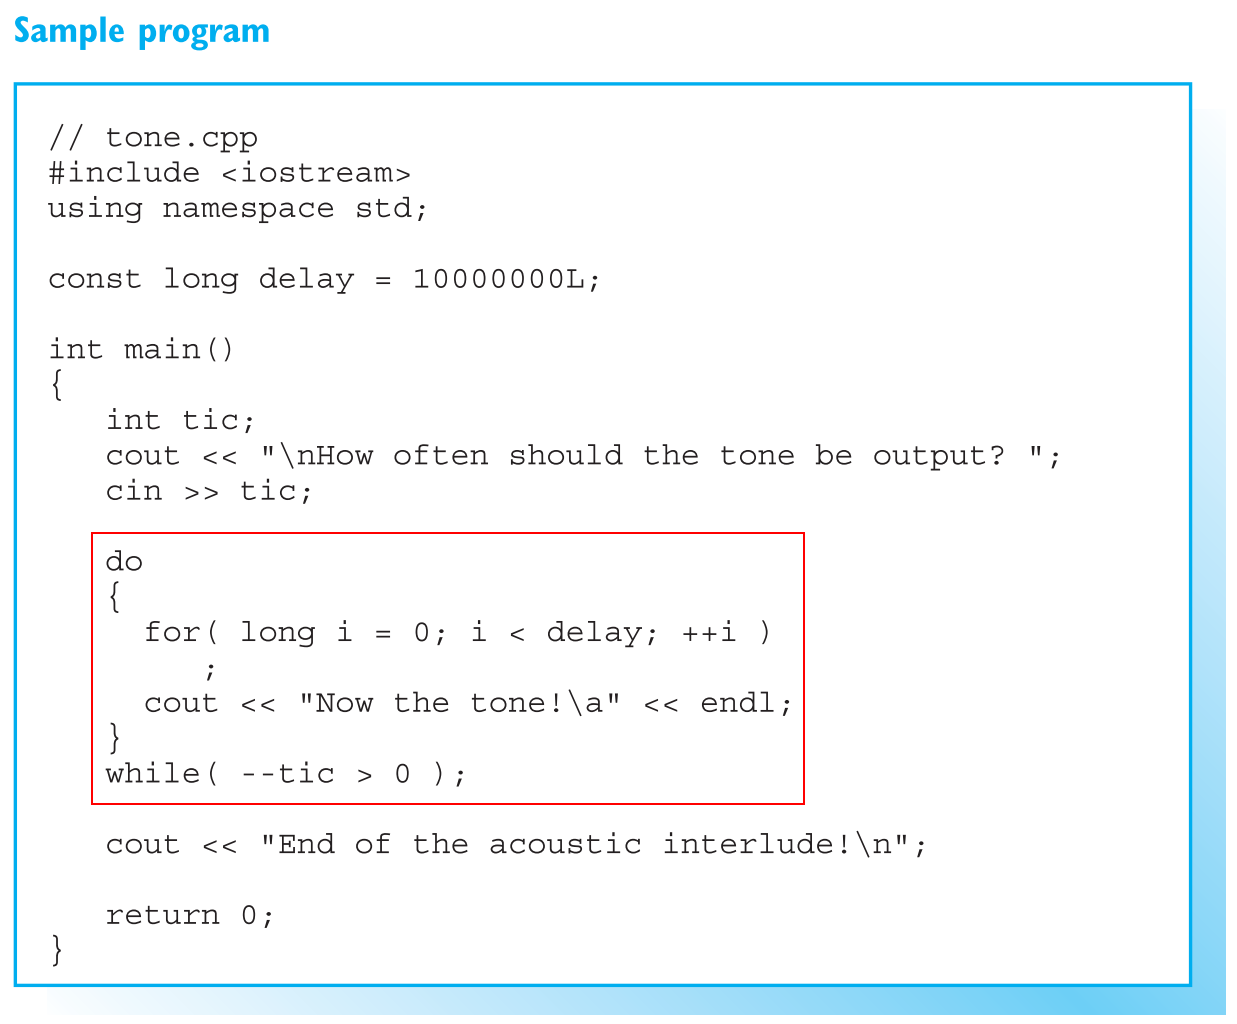 Sample program
// tone.cpp
#include <iostream>
using namespace std;
const long delay = 10000000L;
int main()
{
int tic;
cout << "\nHow often should the tone be output? ";
cin >> tic;
do
{
for( long i = 0; i < delay; ++i )
;
cout << "Now the tone!\a" << endl;
}
while( --tic > 0 );
cout << "End of the acoustic interlude!\n";
return 0;
}